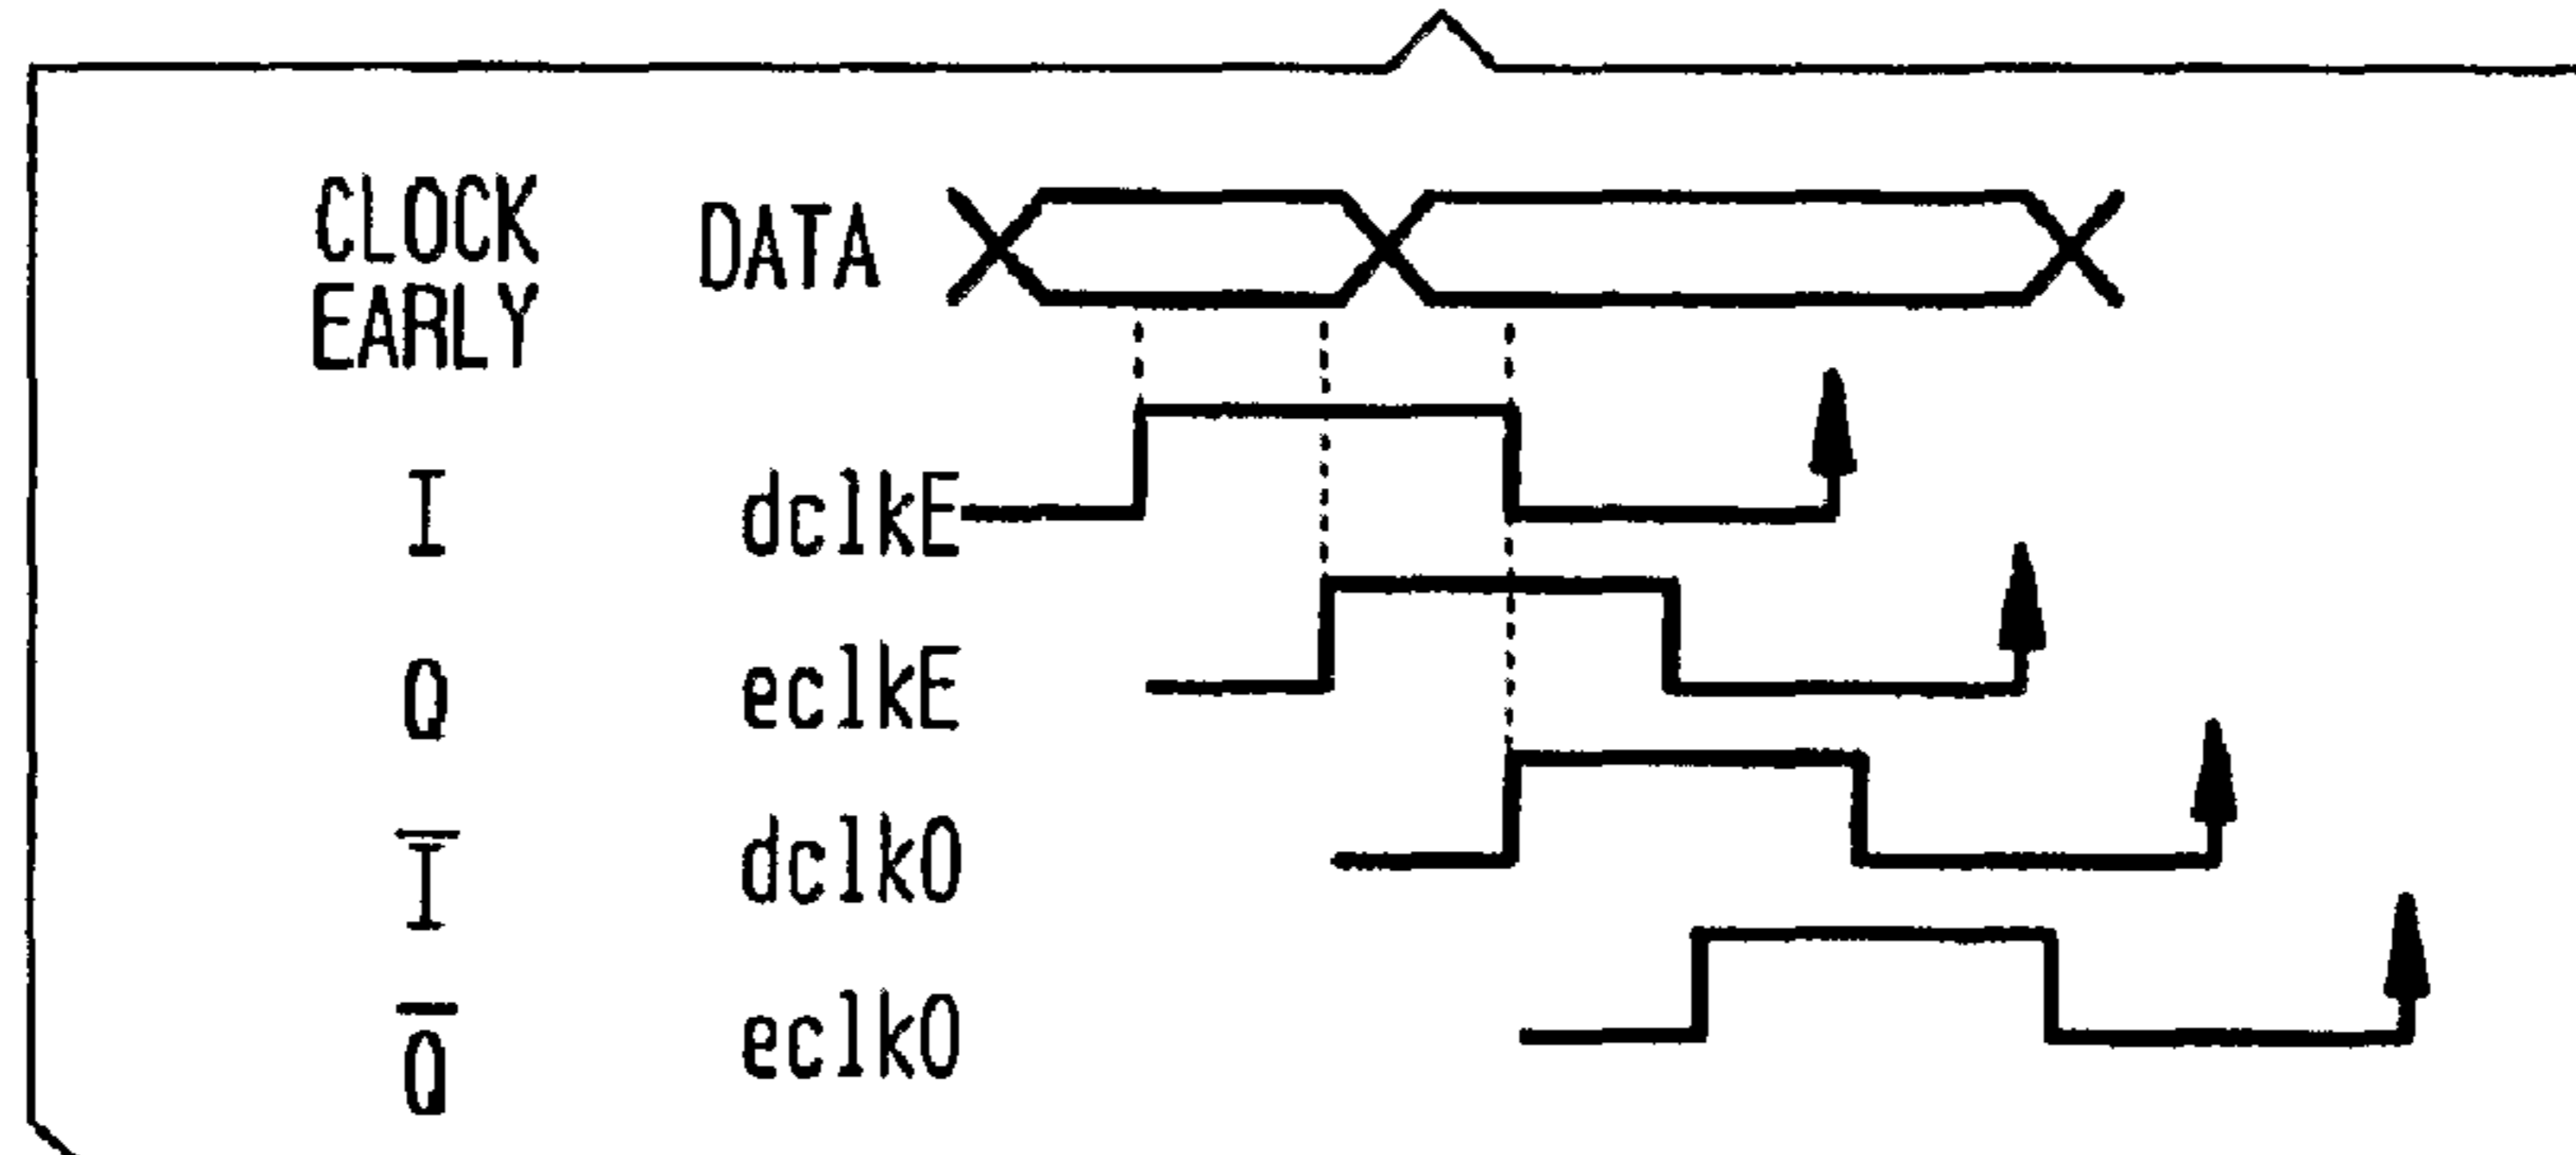 CLOCK
EARLY
DATA
I dclkE
Q eclkE
I̅ dclkO
Q̅ eclkO